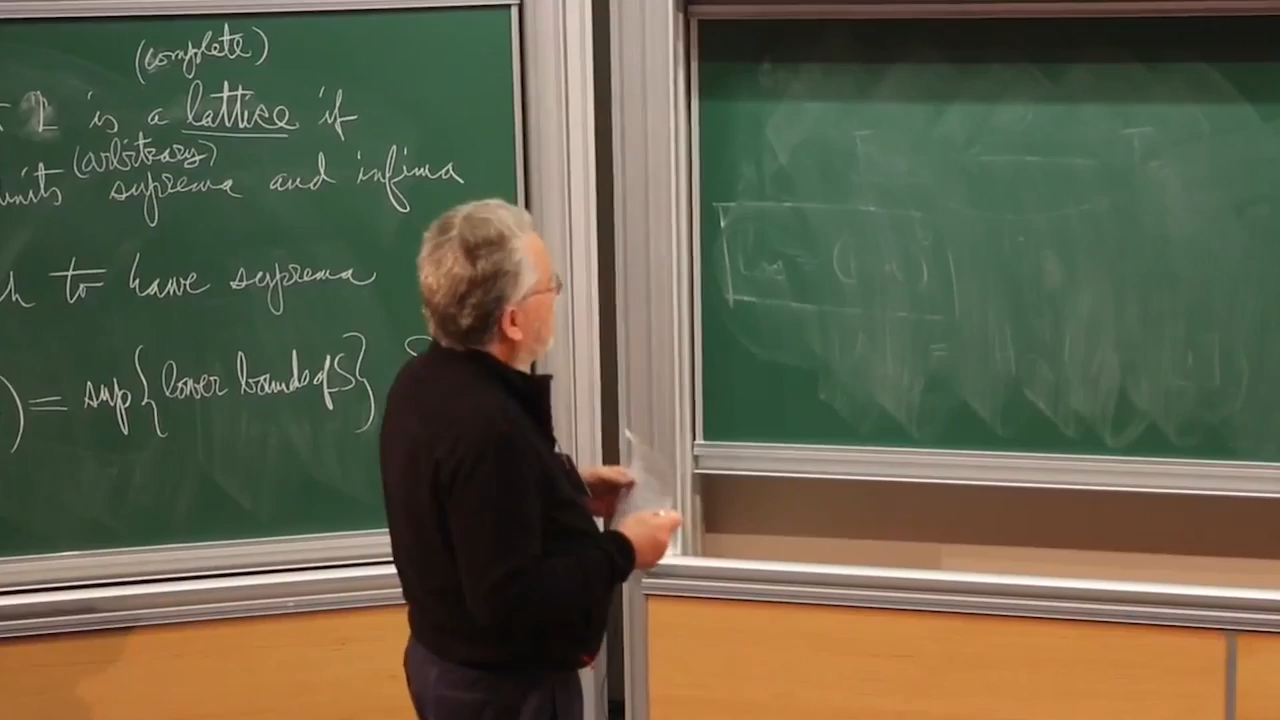 (complete)
L is a lattice if
(arbitrary)
suprema and infima
to have suprema
) = sup{lower bounds of S}